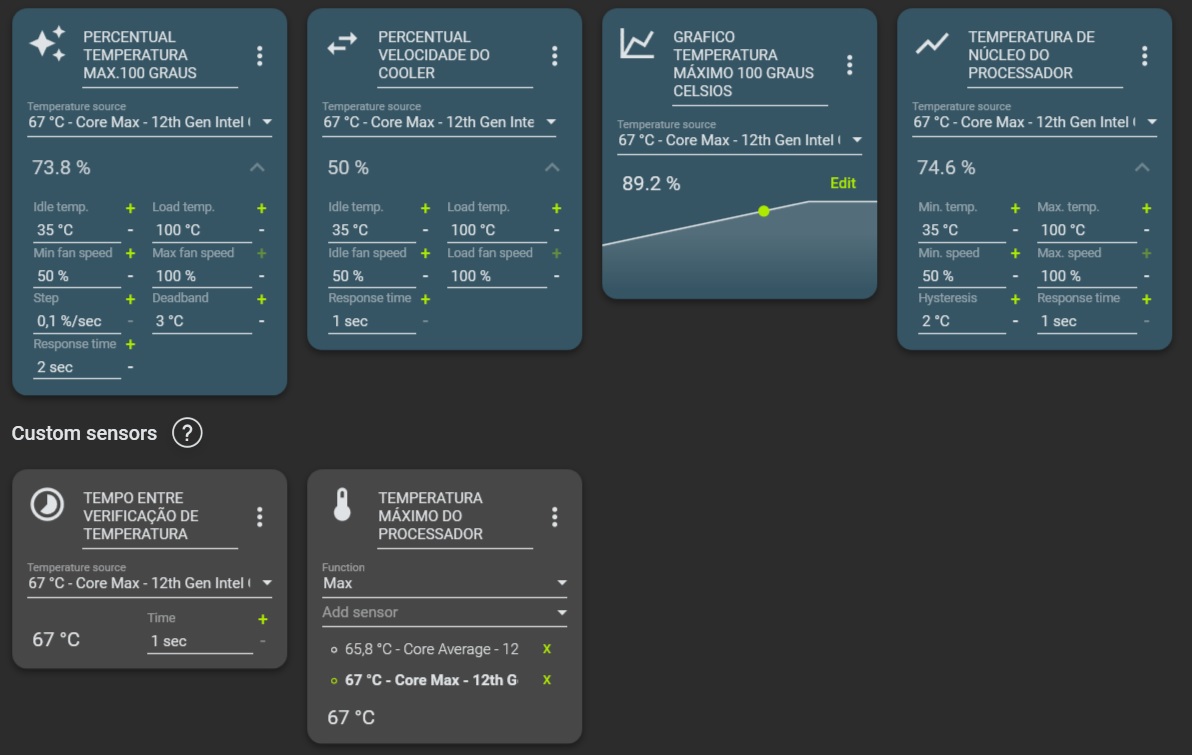 PERCENTUAL
TEMPERATURA
MAX.100 GRAUS
Temperature source
67 °C - Core Max - 12th Gen Intel (
73.8 %
Idle temp. + Load temp. +
35 °C - 100 °C -
Min fan speed + Max fan speed +
50 % - 100 % -
Step + Deadband +
0,1 %/sec - 3 °C -
Response time +
2 sec -
PERCENTUAL
VELOCIDADE DO
COOLER
Temperature source
67 °C - Core Max - 12th Gen Inte
50 %
Idle temp. + Load temp. +
35 °C - 100 °C -
Idle fan speed + Load fan speed +
50 % - 100 % -
Response time +
1 sec -
GRAFICO
TEMPERATURA
MÁXIMO 100 GRAUS
CELSIOS
Temperature source
67 °C - Core Max - 12th Gen Intel (
89.2 % Edit
TEMPERATURA DE
NÚCLEO DO
PROCESSADOR
Temperature source
67 °C - Core Max - 12th Gen Intel (
74.6 %
Min. temp. + Max. temp. +
35 °C - 100 °C -
Min. speed + Max. speed +
50 % - 100 % -
Hysteresis + Response time +
2 °C - 1 sec -
Custom sensors ?
TEMPO ENTRE
VERIFICAÇÃO DE
TEMPERATURA
Temperature source
67 °C - Core Max - 12th Gen Intel (
Time +
67 °C 1 sec -
TEMPERATURA
MÁXIMO DO
PROCESSADOR
Function
Max
Add sensor
65,8 °C - Core Average - 12 X
67 °C - Core Max - 12th G X
67 °C